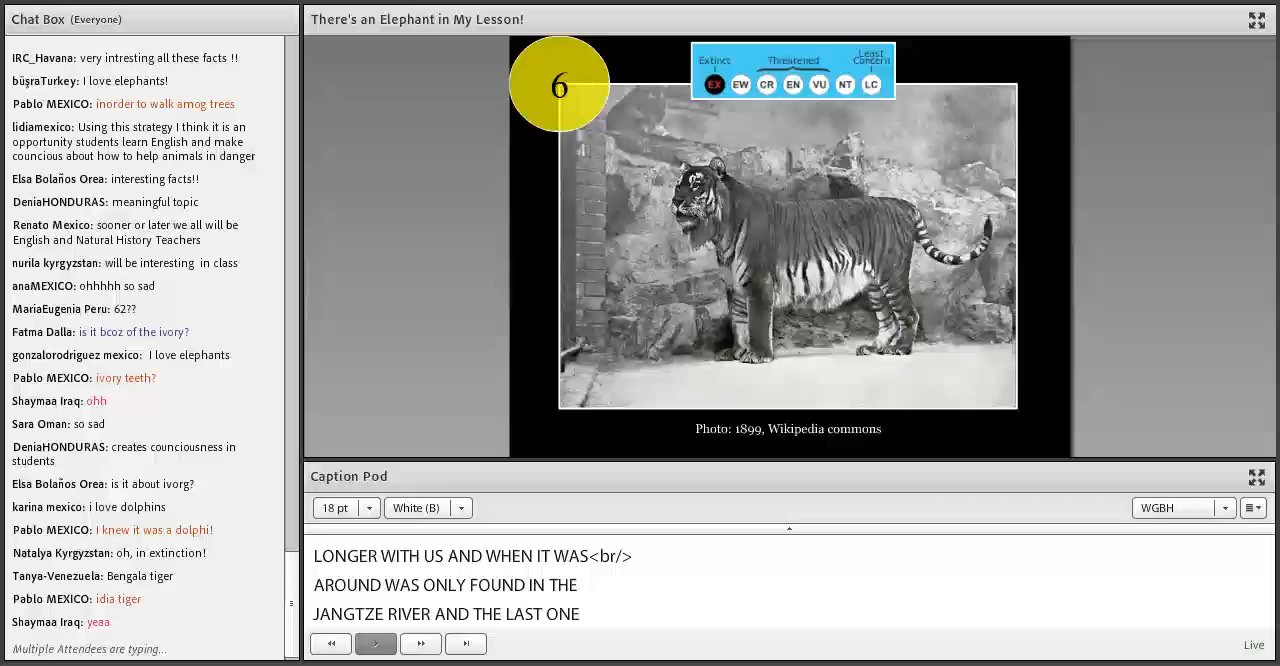 Chat Box (Everyone)
IRC_Havana: very intresting all these facts !!
buşraTurkey: I love elephants!
Pablo MEXICO: inorder to walk amog trees
lidiamexico: Using this strategy I think it is an
opportunity students learn English and make
councious about how to help animals in danger
Elsa Bolaños Orea: interesting facts!!
DeniaHONDURAS: meaningful topic
Renato Mexico: sooner or later we all will be
English and Natural History Teachers
nurila kyrgyzstan: will be interesting in class
anaMEXICO: ohhhhh so sad
MariaEugenia Peru: 62??
Fatma Dalla: is it bcoz of the ivory?
gonzalorodriguez mexico: I love elephants
Pablo MEXICO: ivory teeth?
Shaymaa Iraq: ohh
Sara Oman: so sad
DeniaHONDURAS: creates counciousness in
students
Elsa Bolaños Orea: is it about ivorg?
karina mexico: i love dolphins
Pablo MEXICO: I knew it was a dolphi!
Natalya Kyrgyzstan: oh, in extinction!
Tanya-Venezuela: Bengala tiger
Pablo MEXICO: idia tiger
Shaymaa Iraq: yeaa
Multiple Attendees are typing...
There's an Elephant in My Lesson!
6
Extinct
Threatened
Least
Concern
EX EW CR EN VU NT LC
Photo: 1899, Wikipedia commons
Caption Pod
18 pt
White (B)
WGBH
LONGER WITH US AND WHEN IT WAS<br/>
AROUND WAS ONLY FOUND IN THE
JANGTZE RIVER AND THE LAST ONE
Live